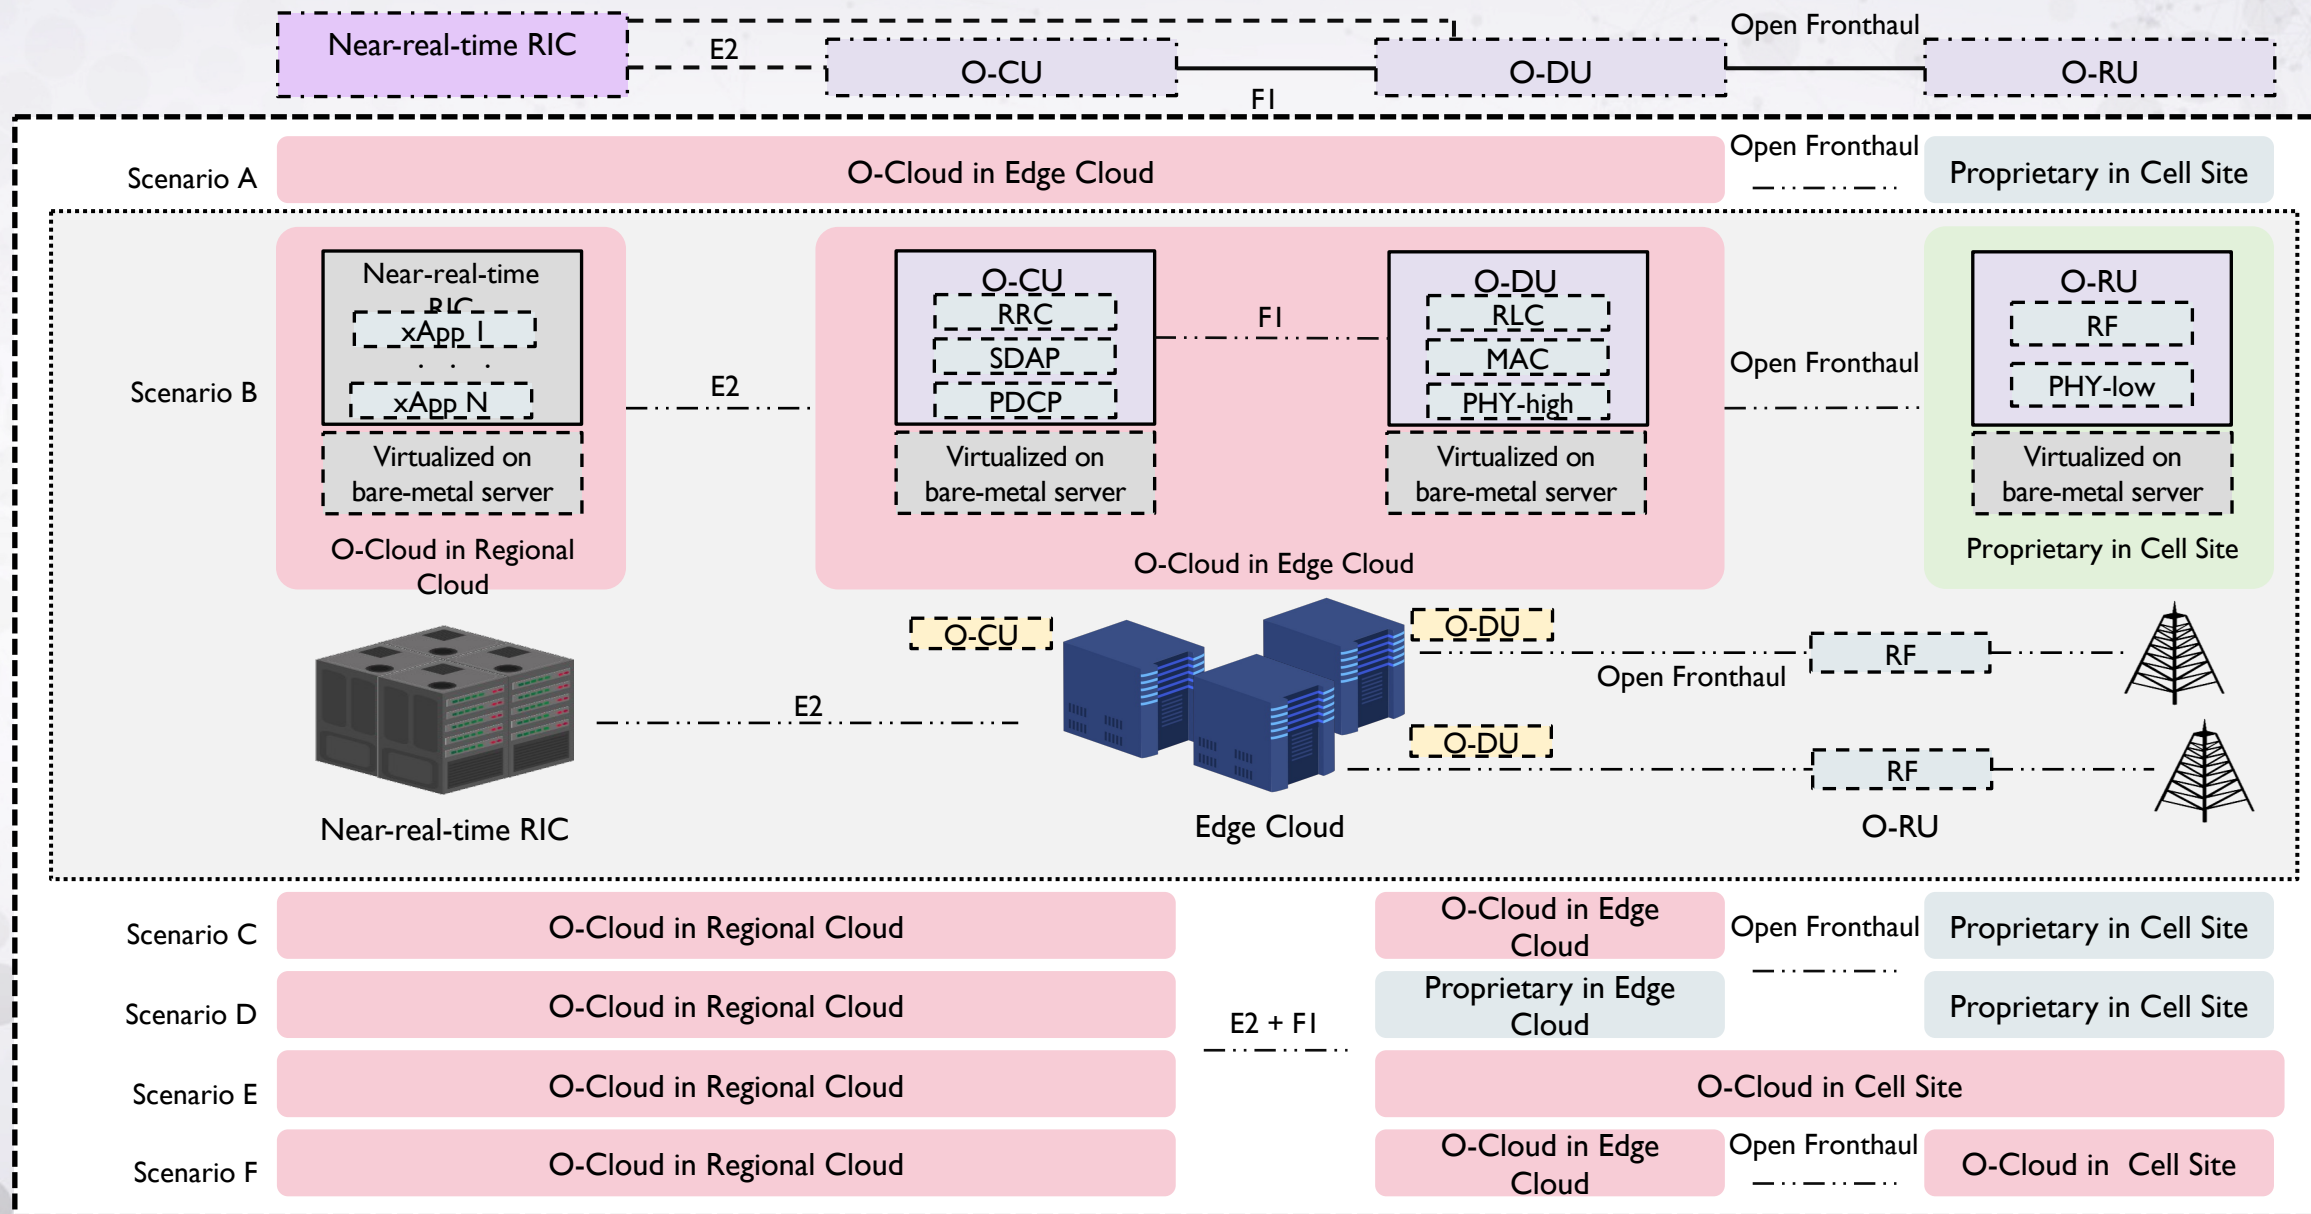 Near-real-time RIC
E2
O-CU
F1
O-DU
Open Fronthaul
O-RU
Scenario A
O-Cloud in Edge Cloud
Open Fronthaul
Proprietary in Cell Site
Scenario B
Near-real-time
RIC
xApp 1
. . .
xApp N
Virtualized on
bare-metal server
O-Cloud in Regional
Cloud
E2
O-CU
RRC
SDAP
PDCP
Virtualized on
bare-metal server
F1
O-DU
RLC
MAC
PHY-high
Virtualized on
bare-metal server
O-Cloud in Edge Cloud
Open Fronthaul
O-RU
RF
PHY-low
Virtualized on
bare-metal server
Proprietary in Cell Site
O-CU
O-DU
RF
Open Fronthaul
E2
O-DU
RF
Near-real-time RIC
Edge Cloud
O-RU
Scenario C
O-Cloud in Regional Cloud
O-Cloud in Edge
Cloud
Open Fronthaul
Proprietary in Cell Site
Scenario D
O-Cloud in Regional Cloud
E2 + F1
Proprietary in Edge
Cloud
Proprietary in Cell Site
Scenario E
O-Cloud in Regional Cloud
O-Cloud in Cell Site
Scenario F
O-Cloud in Regional Cloud
O-Cloud in Edge
Cloud
Open Fronthaul
O-Cloud in Cell Site